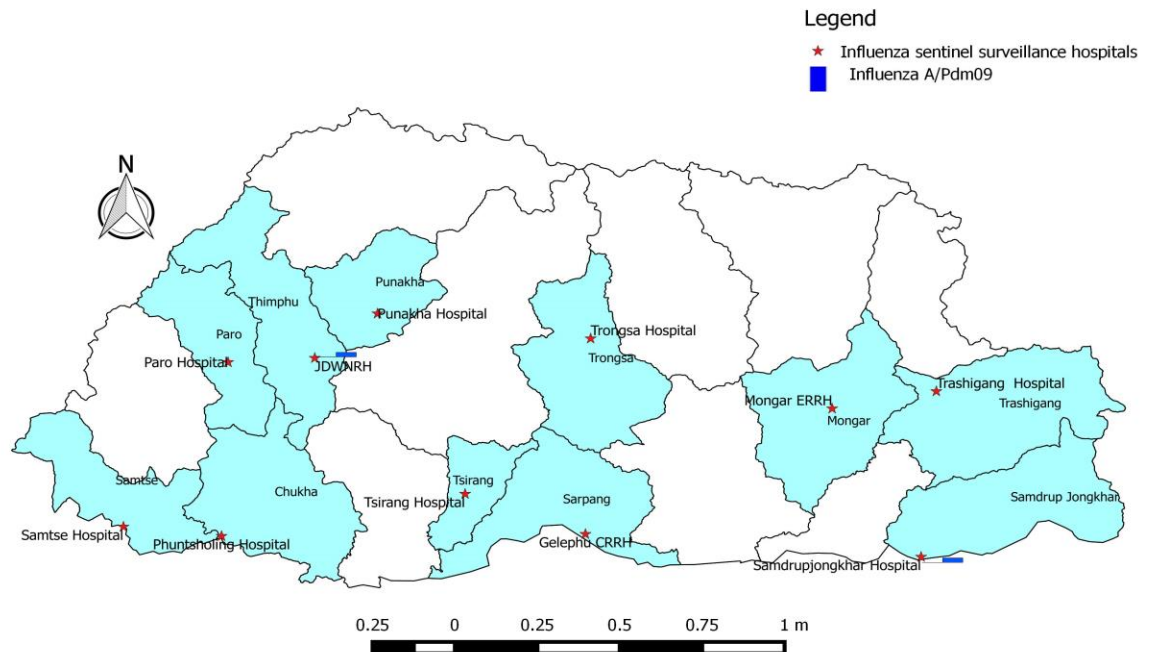 Legend
Influenza sentinel surveillance hospitals
Influenza A/Pdm09
N
Punakha
Thimphu
Punakha Hospital
Paro
Trongsa Hospital
Paro Hospital
JDWNRH
Trongsa
Trashigang Hospital
Mongar ERRH
Trashigang
Mongar
Samtse
Tsirang
Chukha
Sarpang
Samdrup Jongkhar
Tsirang Hospital
Samtse Hospital
Phuntsholing Hospital
Gelephu CRRH
Samdrupjongkhar Hospital
0.25 0 0.25 0.50 0.75 1 m